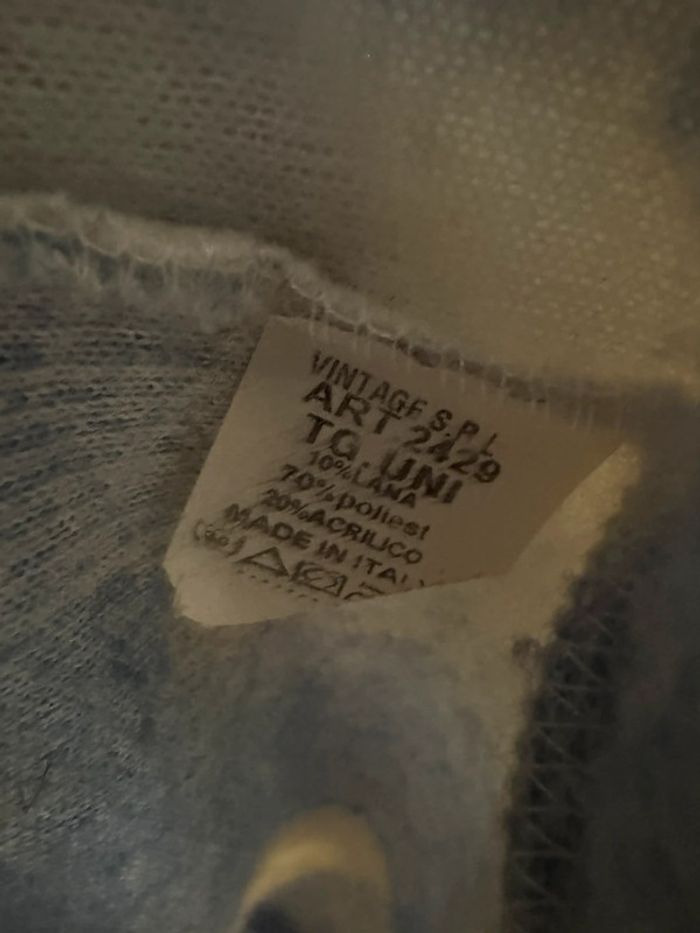 VINTAGE S.R.L
ART 2429
TG UNI
10%LANA
70%poliest
20%ACRILICO
MADE IN ITALY